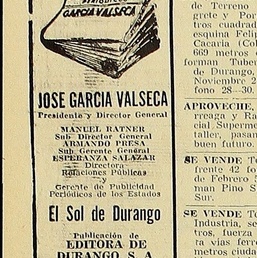 GARCIA VALSECA
JOSE GARCIA VALSECA
Presidente y Director General
MANUEL RATNER
Sub Director General
ARMANDO PRESA
Sub Gerente General
ESPERANZA SALAZAR
Directora
Relaciones Públicas
y
Gerente de Publicidad
Periódicos de los Estados
El Sol de Durango
Publicación de
EDITORA DE
DURANGO, S. A.
de Terreno
grete y Por
tros cuadrad
esquina Felip
Cacaria (Col
669 metros c
forman Tuber
de Durango,
Noviembre 2
fono 28—30.
APROVECHE,
rreaga y Ra
cial Superme
taller, pasan
buen futuro.
SE VENDE T
frente 42 fo
de Febrero
man Pino S
Sur.
SE VENDE Te
Industria, se
tros, fuera
ta vías ferre
metros cuad